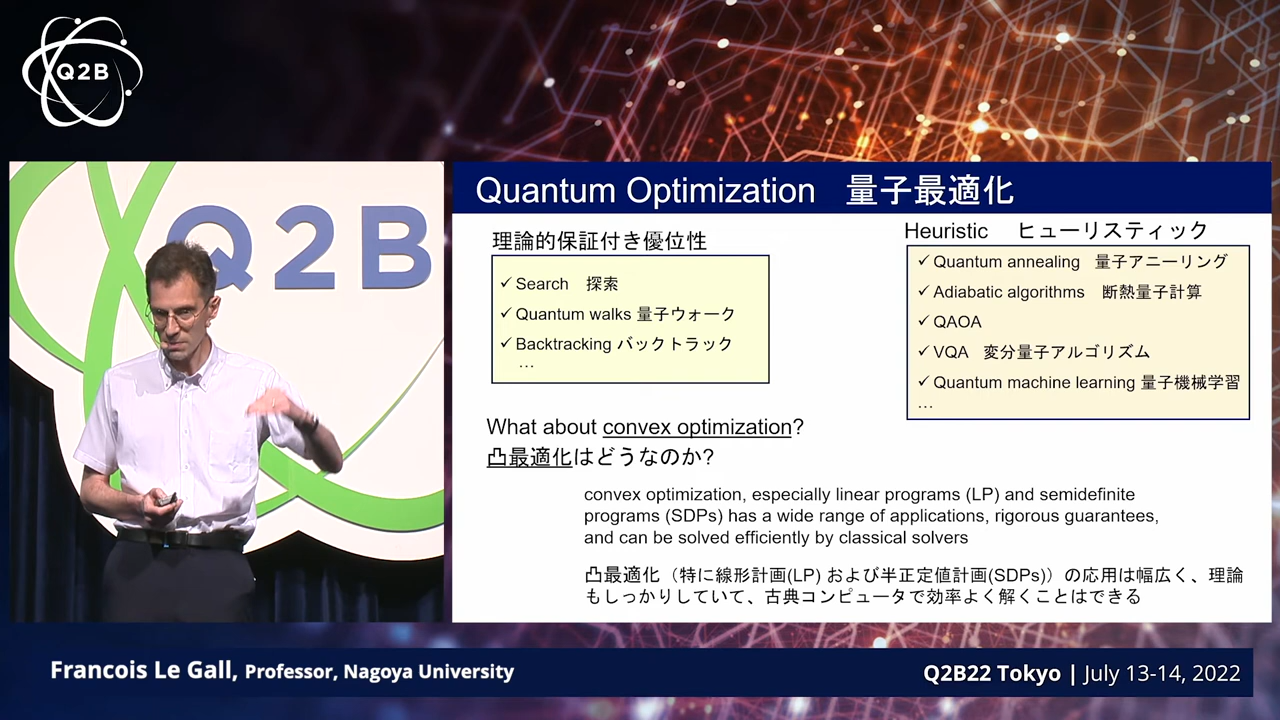 Q2B
Q2B
Quantum Optimization 量子最適化
理論的保証付き優位性
✓ Search 探索
✓ Quantum walks 量子ウォーク
✓ Backtracking バックトラック
…
Heuristic ヒューリスティック
✓ Quantum annealing 量子アニーリング
✓ Adiabatic algorithms 断熱量子計算
✓ QAOA
✓ VQA 変分量子アルゴリズム
✓ Quantum machine learning 量子機械学習
…
What about convex optimization?
凸最適化はどうなのか?
convex optimization, especially linear programs (LP) and semidefinite
programs (SDPs) has a wide range of applications, rigorous guarantees,
and can be solved efficiently by classical solvers
凸最適化（特に線形計画(LP) および半正定値計画(SDPs)）の応用は幅広く、理論
もしっかりしていて、古典コンピュータで効率よく解くことはできる
Francois Le Gall, Professor, Nagoya University
Q2B22 Tokyo | July 13-14, 2022